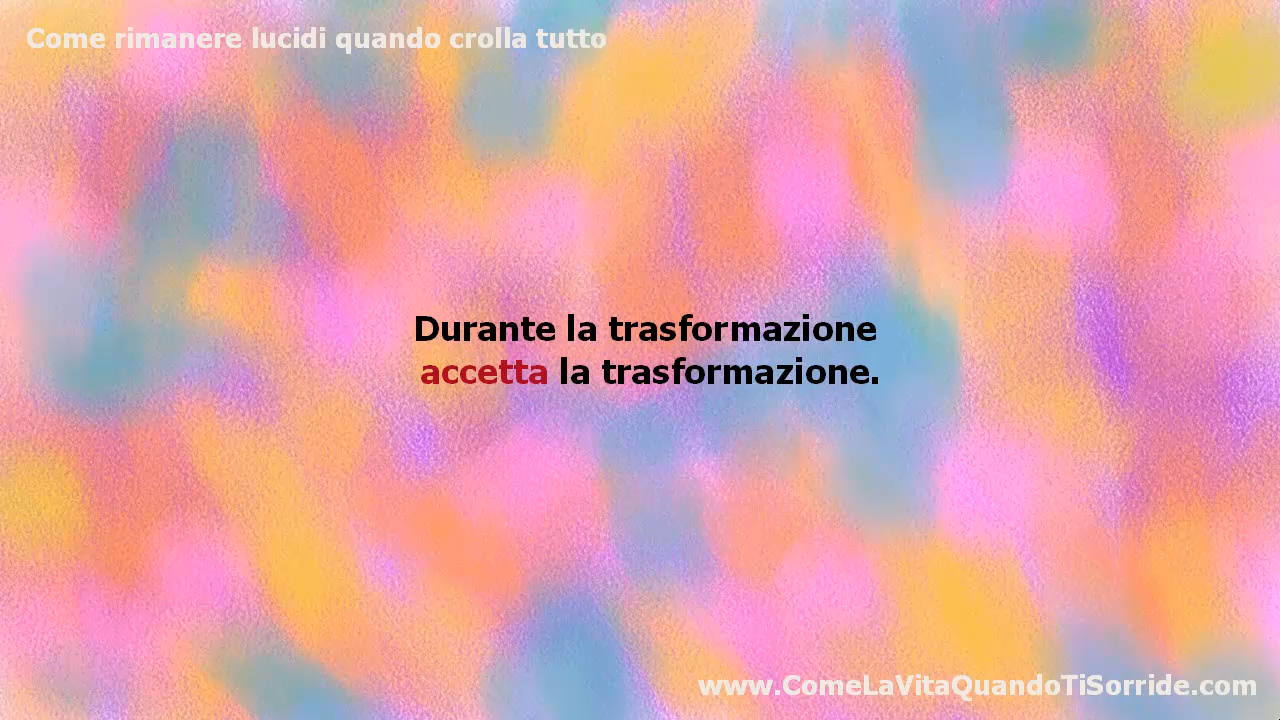 Come rimanere lucidi quando crolla tutto
Durante la trasformazione
accetta la trasformazione.
www.ComeLaVitaQuandoTiSorride.com